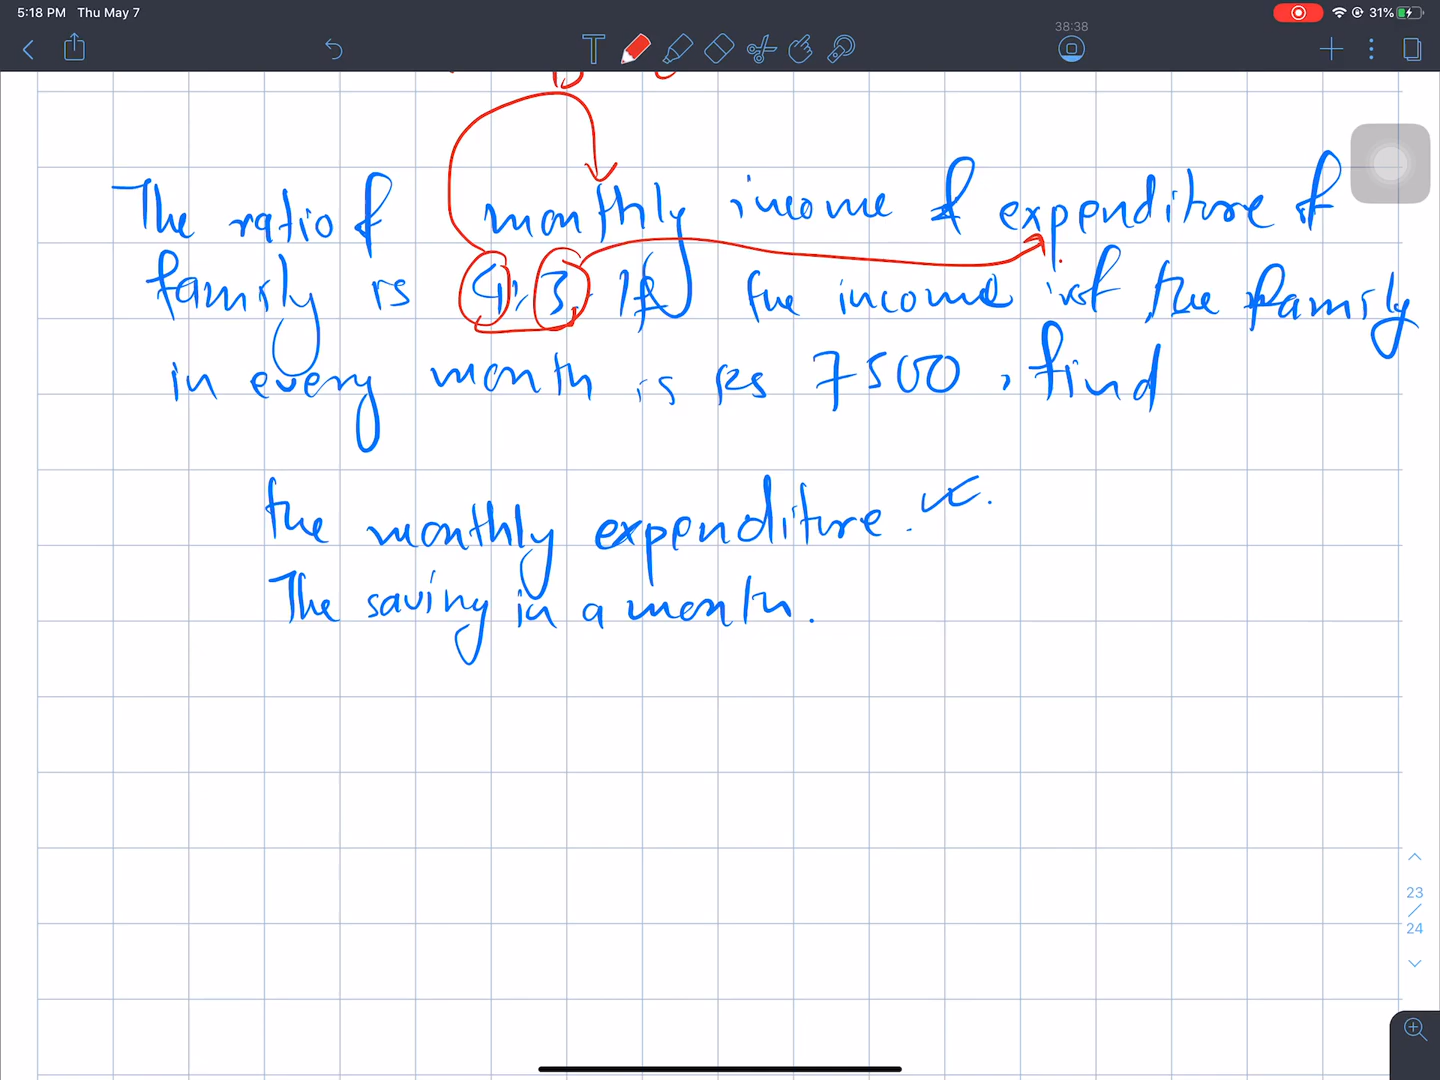 5:18 PM Thu May 7
31%
38:38
The ratio of monthly income & expenditure of
family is 4:3. If the income of the family
in every month is Rs 7500, find
the monthly expenditure.
The saving in a month.
23
/
24